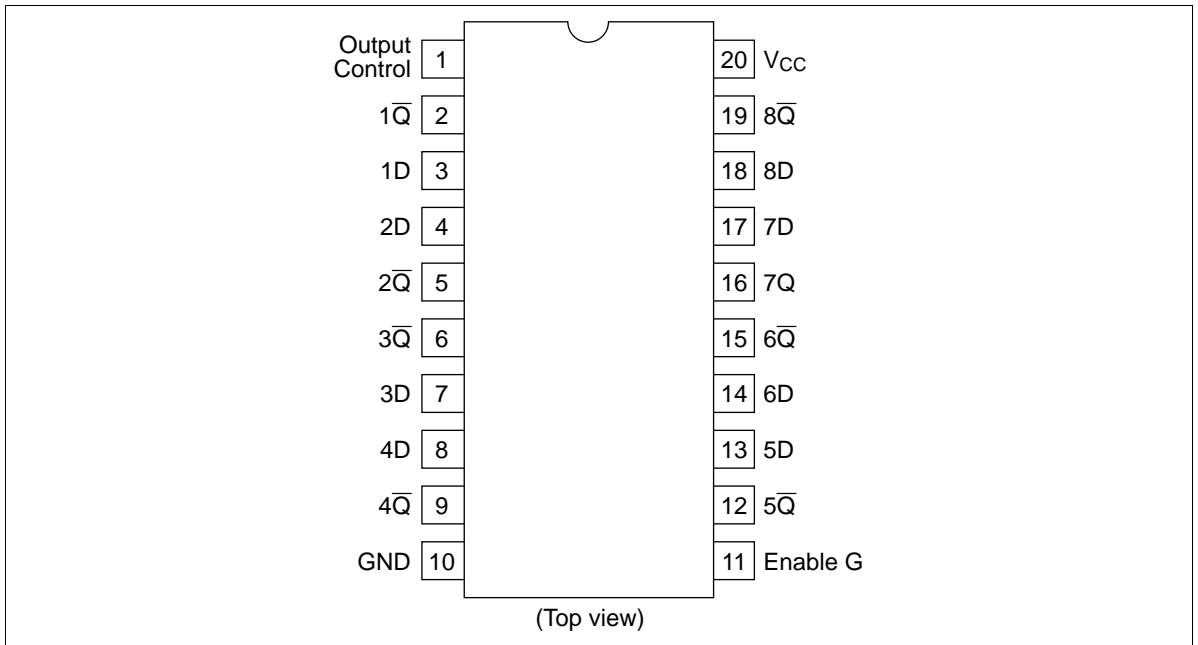 Output
Control 1 20 VCC
1Q̅ 2 19 8Q̅
1D 3 18 8D
2D 4 17 7D
2Q̅ 5 16 7Q
3Q̅ 6 15 6Q̅
3D 7 14 6D
4D 8 13 5D
4Q̅ 9 12 5Q̅
GND 10 11 Enable G
(Top view)